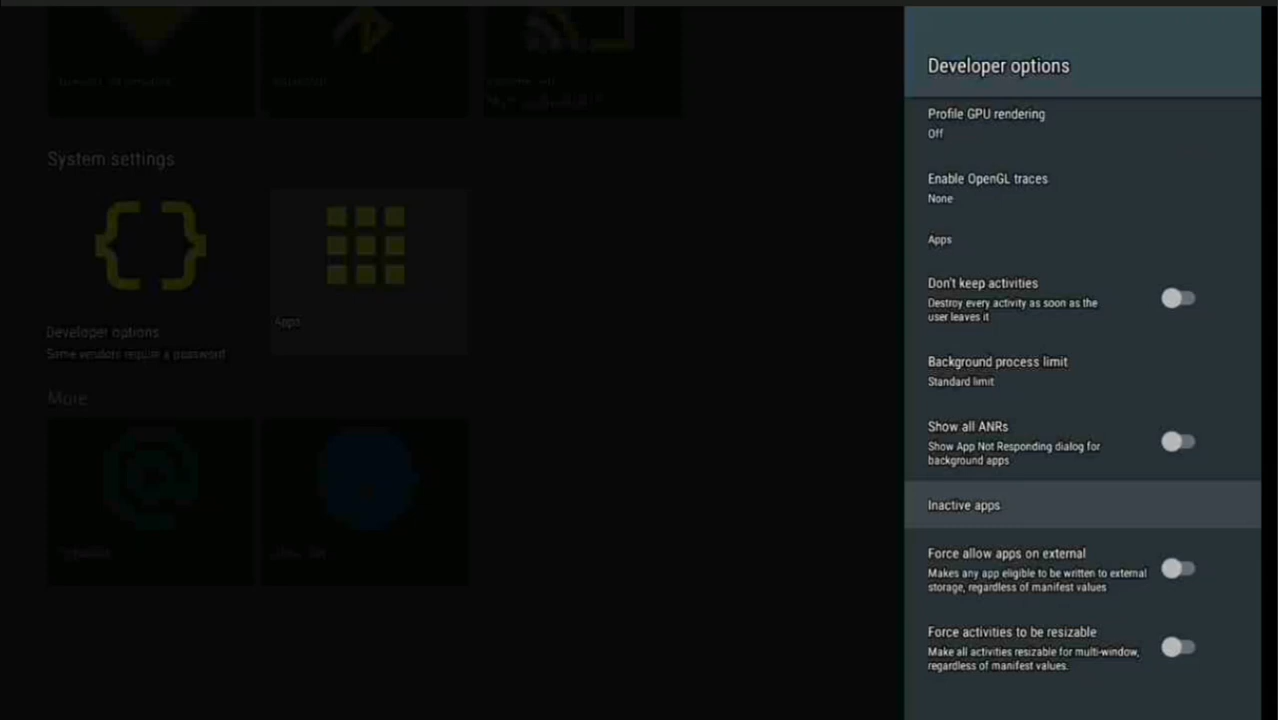 System settings
Developer options
Some vendors require a password
Apps
More
Developer options
Profile GPU rendering
Off
Enable OpenGL traces
None
Apps
Don't keep activities
Destroy every activity as soon as the
user leaves it
Background process limit
Standard limit
Show all ANRs
Show App Not Responding dialog for
background apps
Inactive apps
Force allow apps on external
Makes any app eligible to be written to external
storage, regardless of manifest values
Force activities to be resizable
Make all activities resizable for multi-window,
regardless of manifest values.